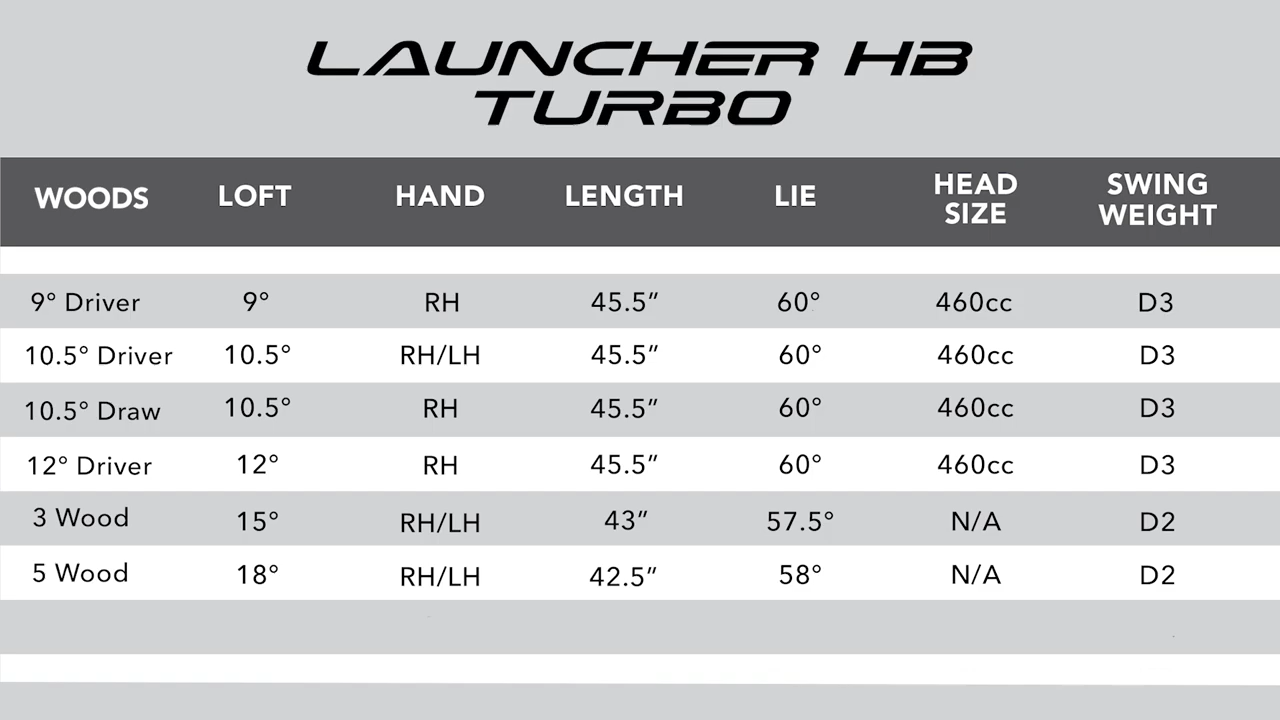 LAUNCHER HB
TURBO
WOODS LOFT HAND LENGTH LIE HEAD SIZE SWING WEIGHT
9° Driver 9° RH 45.5” 60° 460cc D3
10.5° Driver 10.5° RH/LH 45.5” 60° 460cc D3
10.5° Draw 10.5° RH 45.5” 60° 460cc D3
12° Driver 12° RH 45.5” 60° 460cc D3
3 Wood 15° RH/LH 43” 57.5° N/A D2
5 Wood 18° RH/LH 42.5” 58° N/A D2